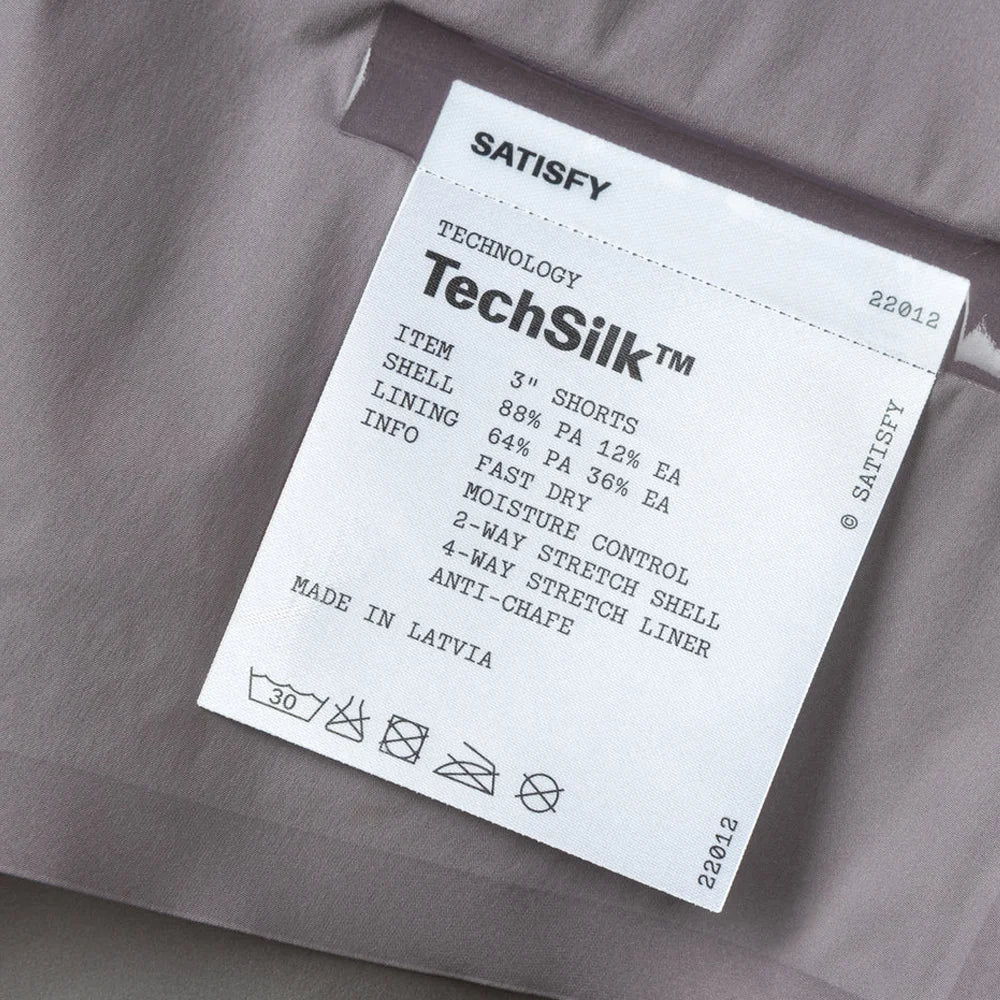 SATISFY
22012
TECHNOLOGY
TechSilk™
ITEM 3" SHORTS
SHELL 88% PA 12% EA
LINING 64% PA 36% EA
INFO FAST DRY
MOISTURE CONTROL
2-WAY STRETCH SHELL
4-WAY STRETCH LINER
ANTI-CHAFE
MADE IN LATVIA
30
© SATISFY
22012